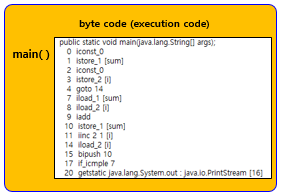 byte code (execution code)
main( )
public static void main(java.lang.String[] args);
0 iconst_0
1 istore_1 [sum]
2 iconst_0
3 istore_2 [i]
4 goto 14
7 iload_1 [sum]
8 iload_2 [i]
9 iadd
10 istore_1 [sum]
11 iinc 2 1 [i]
14 iload_2 [i]
15 bipush 10
17 if_icmple 7
20 getstatic java.lang.System.out : java.io.PrintStream [16]